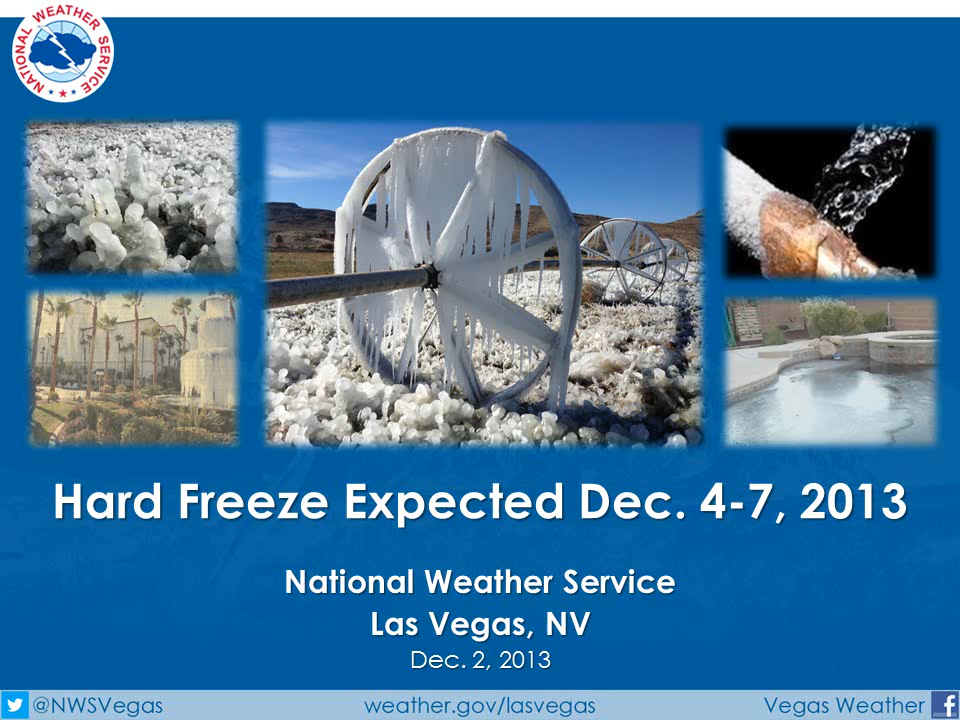 NATIONAL WEATHER SERVICE
Hard Freeze Expected Dec. 4-7, 2013
National Weather Service
Las Vegas, NV
Dec. 2, 2013
@NWSVegas weather.gov/lasvegas Vegas Weather